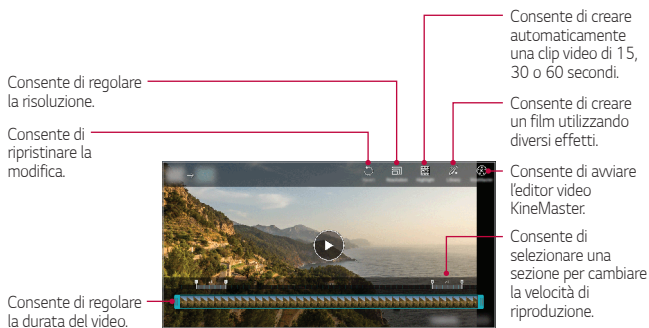 Consente di creare
automaticamente
una clip video di 15,
30 o 60 secondi.
Consente di regolare
la risoluzione.
Consente di creare
un film utilizzando
diversi effetti.
Consente di
ripristinare la
modifica.
Consente di avviare
l'editor video
KineMaster.
Consente di
selezionare una
sezione per cambiare
la velocità di
riproduzione.
Consente di regolare
la durata del video.